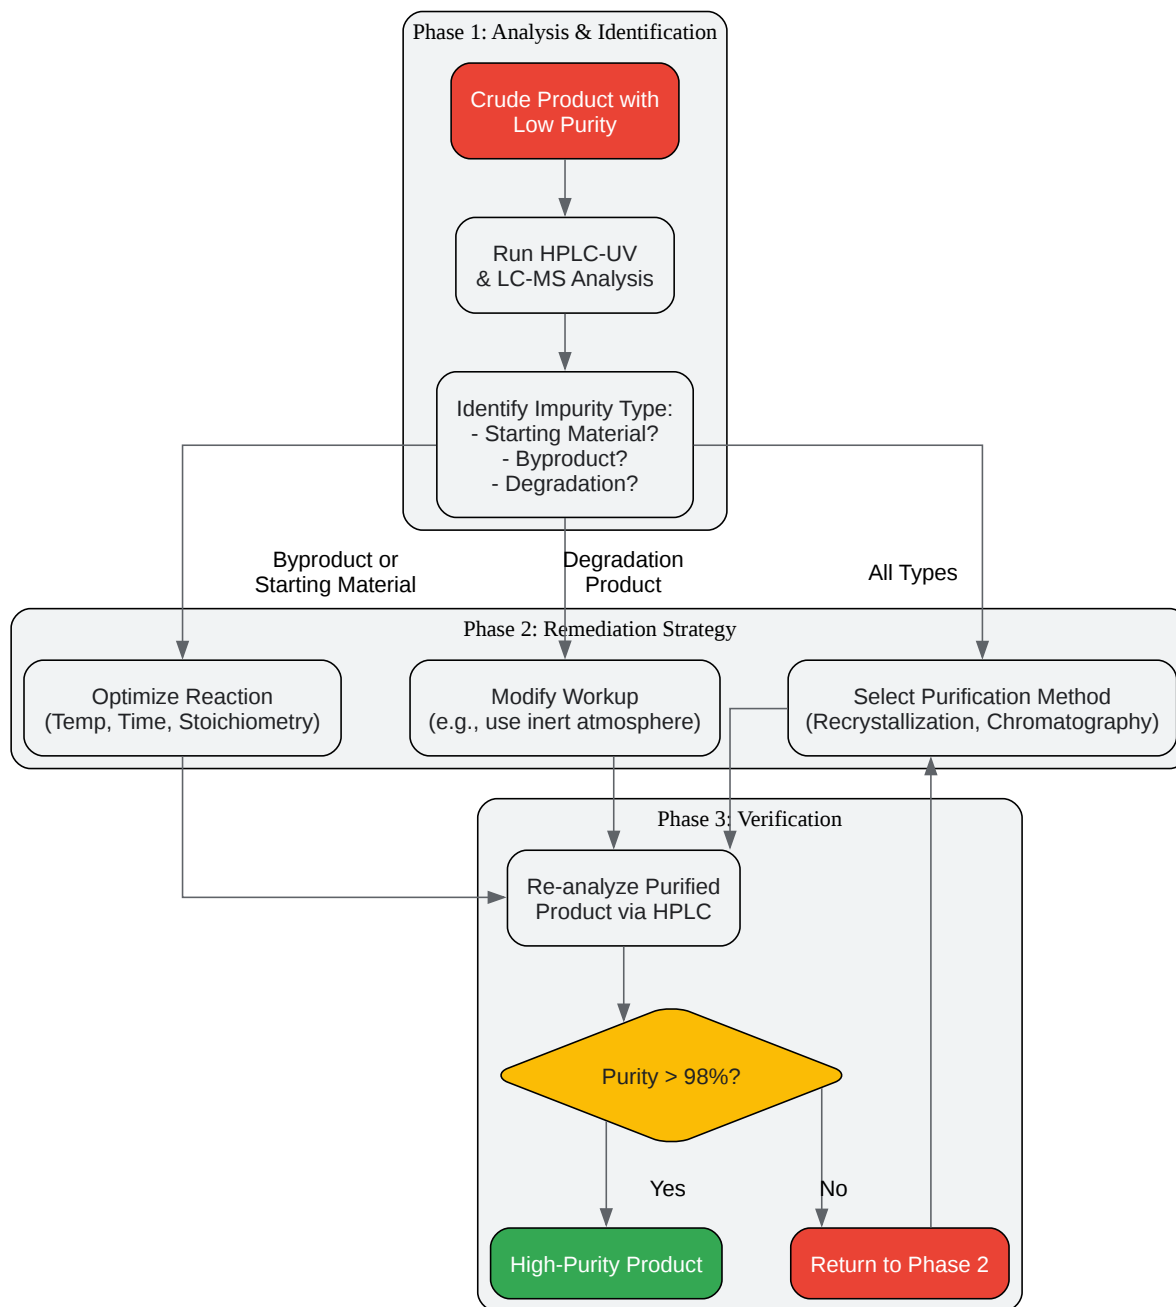 Phase 1: Analysis & Identification
Crude Product with
Low Purity
Run HPLC-UV
& LC-MS Analysis
Identify Impurity Type:
- Starting Material?
- Byproduct?
- Degradation?
Byproduct or
Starting Material
Degradation
Product
All Types
Phase 2: Remediation Strategy
Optimize Reaction
(Temp, Time, Stoichiometry)
Modify Workup
(e.g., use inert atmosphere)
Select Purification Method
(Recrystallization, Chromatography)
Phase 3: Verification
Re-analyze Purified
Product via HPLC
Purity > 98%?
Yes
No
High-Purity Product
Return to Phase 2